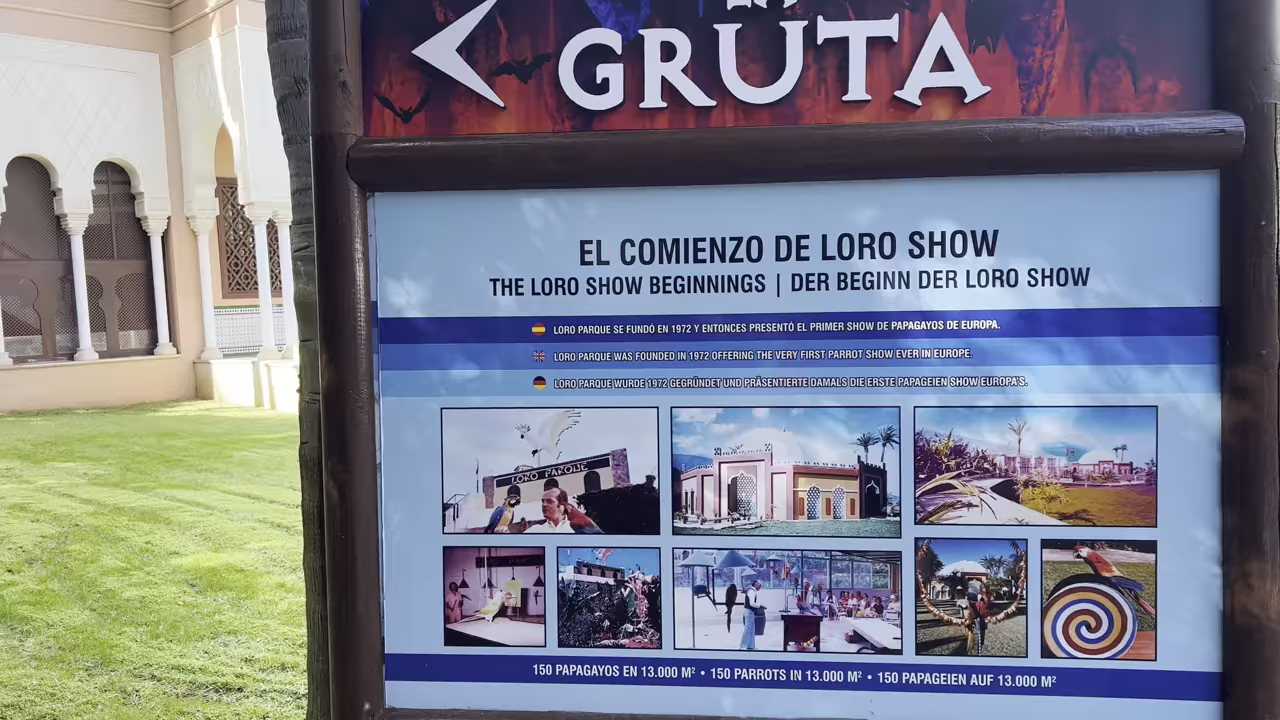 GRUTA
EL COMIENZO DE LORO SHOW
THE LORO SHOW BEGINNINGS | DER BEGINN DER LORO SHOW
LORO PARQUE SE FUNDÓ EN 1972 Y ENTONCES PRESENTÓ EL PRIMER SHOW DE PAPAGAYOS DE EUROPA.
LORO PARQUE WAS FOUNDED IN 1972 OFFERING THE VERY FIRST PARROT SHOW EVER IN EUROPE.
LORO PARQUE WURDE 1972 GEGRÜNDET UND PRÄSENTIERTE DAMALS DIE ERSTE PAPAGEIEN SHOW EUROPA'S.
LORO PARQUE
150 PAPAGAYOS EN 13.000 M² • 150 PARROTS IN 13.000 M² • 150 PAPAGEIEN AUF 13.000 M²